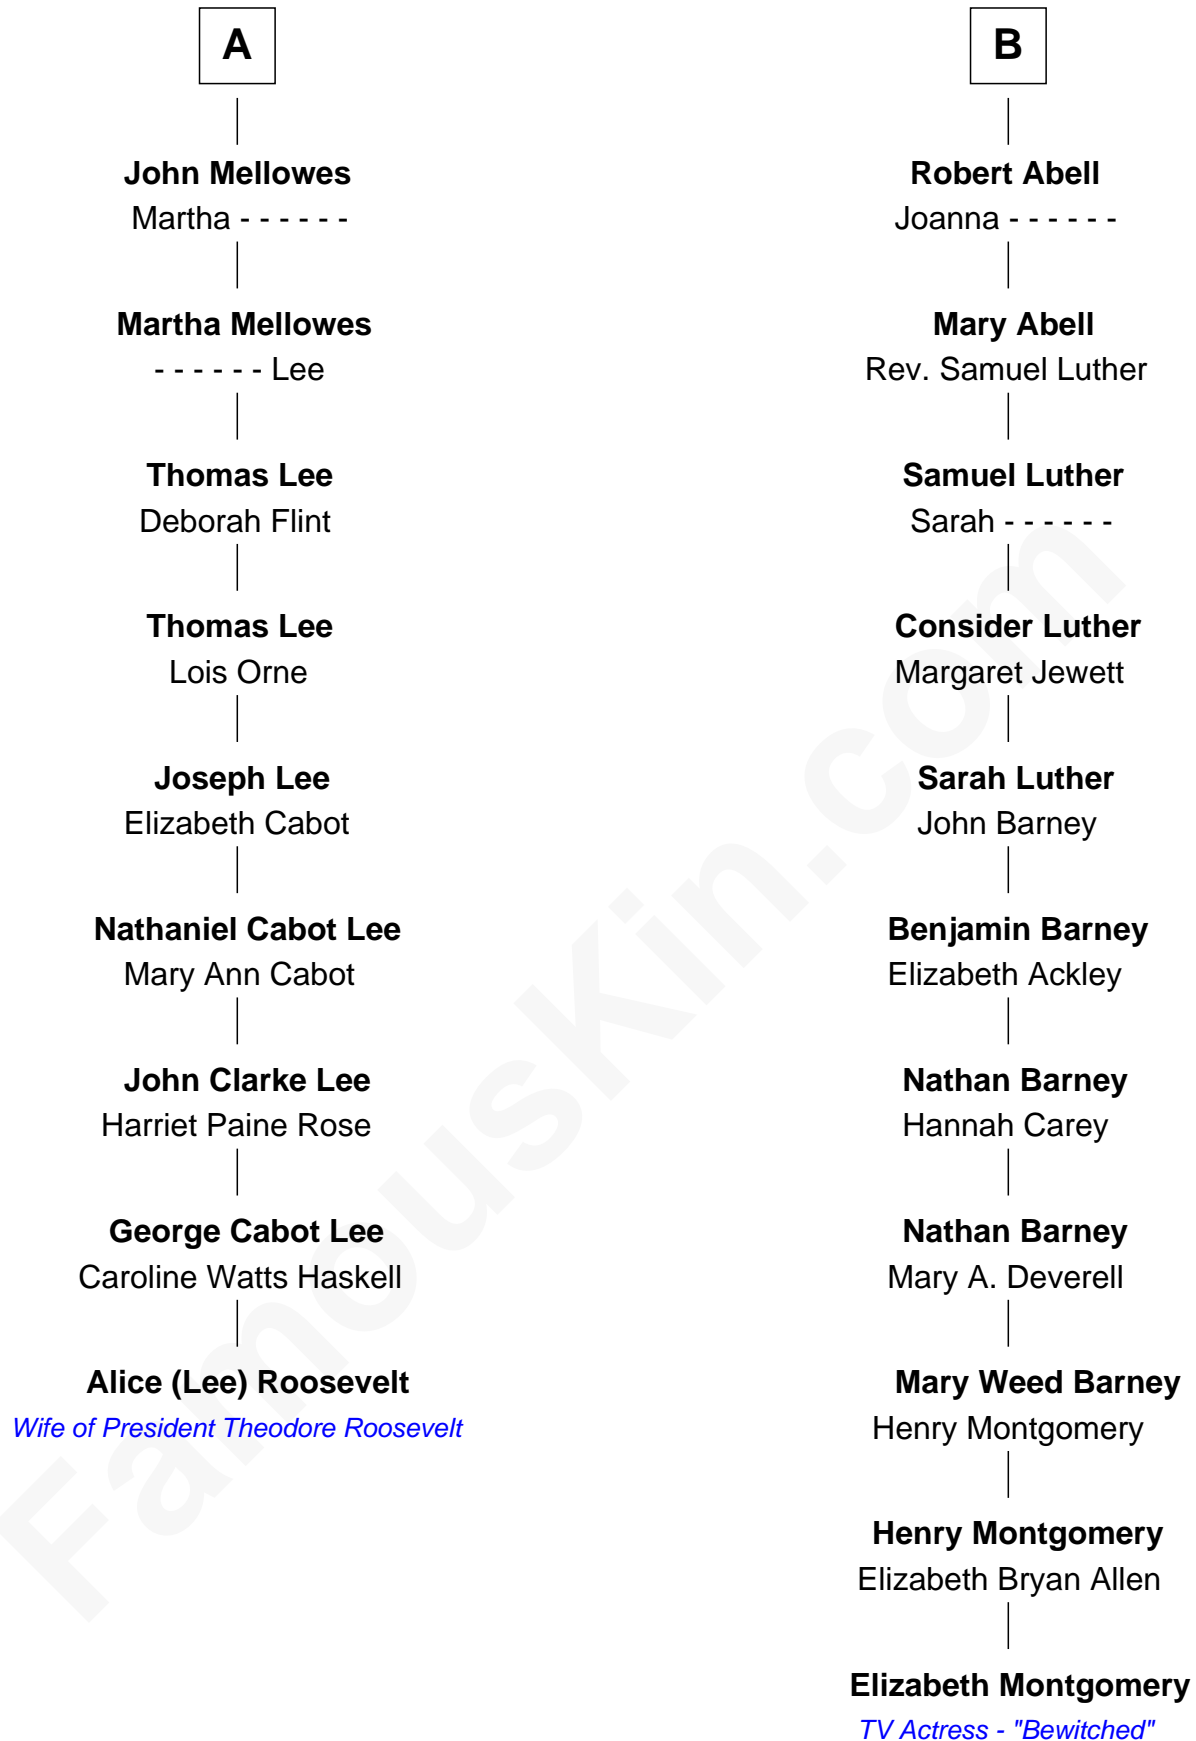 A
John Mellowes
Martha - - - - - -
Martha Mellowes
- - - - - - Lee
Thomas Lee
Deborah Flint
Thomas Lee
Lois Orne
Joseph Lee
Elizabeth Cabot
Nathaniel Cabot Lee
Mary Ann Cabot
John Clarke Lee
Harriet Paine Rose
George Cabot Lee
Caroline Watts Haskell
Alice (Lee) Roosevelt
Wife of President Theodore Roosevelt
B
Robert Abell
Joanna - - - - - -
Mary Abell
Rev. Samuel Luther
Samuel Luther
Sarah - - - - - -
Consider Luther
Margaret Jewett
Sarah Luther
John Barney
Benjamin Barney
Elizabeth Ackley
Nathan Barney
Hannah Carey
Nathan Barney
Mary A. Deverell
Mary Weed Barney
Henry Montgomery
Henry Montgomery
Elizabeth Bryan Allen
Elizabeth Montgomery
TV Actress - "Bewitched"
FamousKin.com